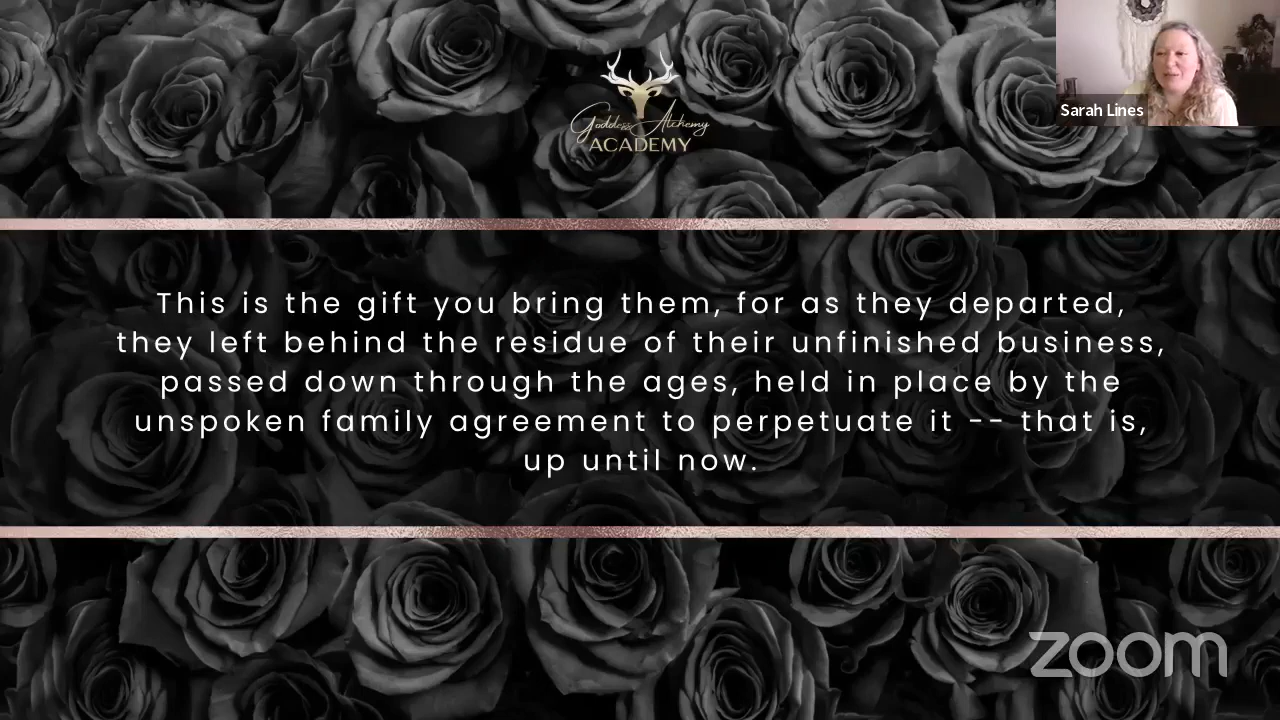 Goddess Alchemy
ACADEMY
Sarah Lines
This is the gift you bring them, for as they departed,
they left behind the residue of their unfinished business,
passed down through the ages, held in place by the
unspoken family agreement to perpetuate it -- that is,
up until now.
zoom